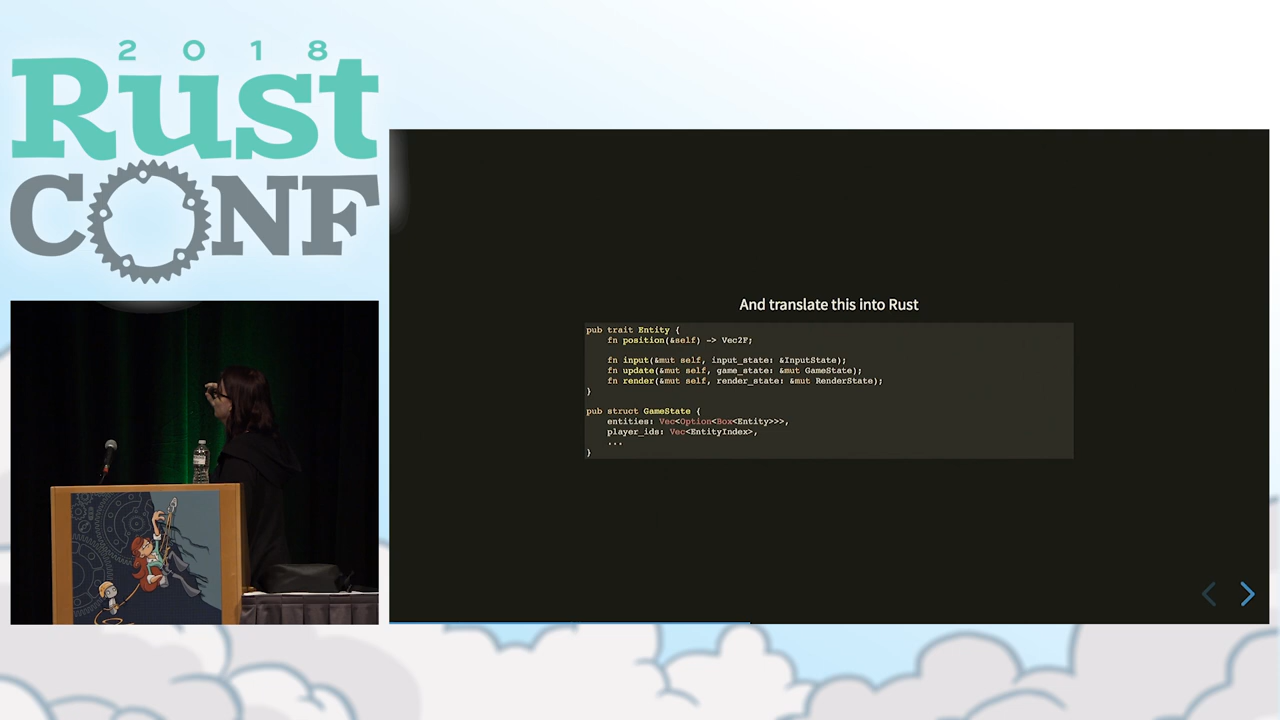 2018
Rust
CONF
And translate this into Rust
pub trait Entity {
    fn position(&self) -> Vec2F;
    fn input(&mut self, input_state: &InputState);
    fn update(&mut self, game_state: &mut GameState);
    fn render(&mut self, render_state: &mut RenderState);
}
pub struct GameState {
    entities: Vec<Option<Box<Entity>>>,
    player_ids: Vec<EntityIndex>,
    ...
}